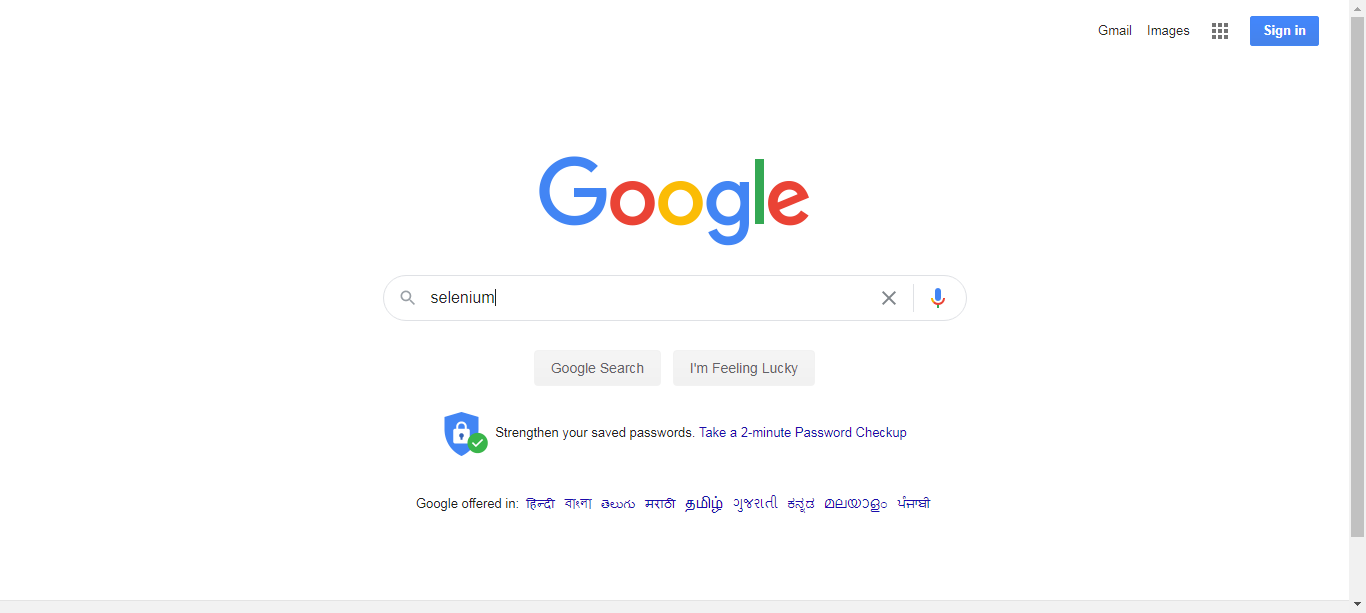 Gmail Images Sign in
Google
selenium
Google Search I'm Feeling Lucky
Strengthen your saved passwords. Take a 2-minute Password Checkup
Google offered in: हिन्दी বাংলা తెలుగు मराठी தமிழ் ગુજરાતી ಕನ್ನಡ മലയാളം ਪੰਜਾਬੀ